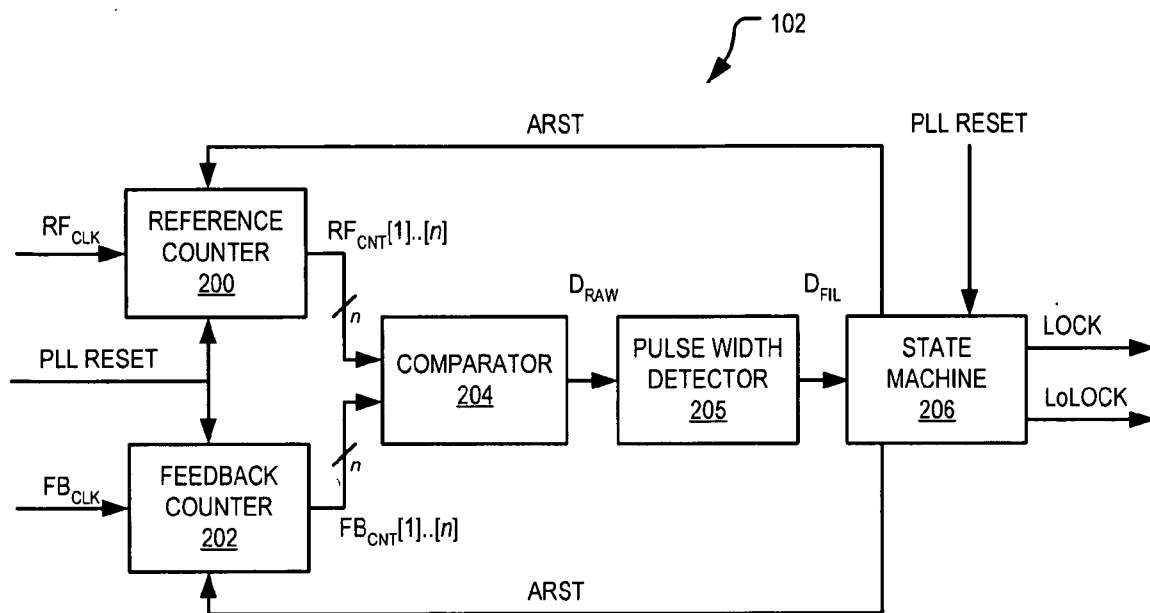 102
ARST
PLL RESET
REFERENCE
COUNTER
200
RF_CLK
RF_CNT[1]..[n]
n
D_RAW
D_FIL
PLL RESET
COMPARATOR
204
PULSE WIDTH
DETECTOR
205
STATE
MACHINE
206
LOCK
LoLOCK
FEEDBACK
COUNTER
202
FB_CLK
n
FB_CNT[1]..[n]
ARST